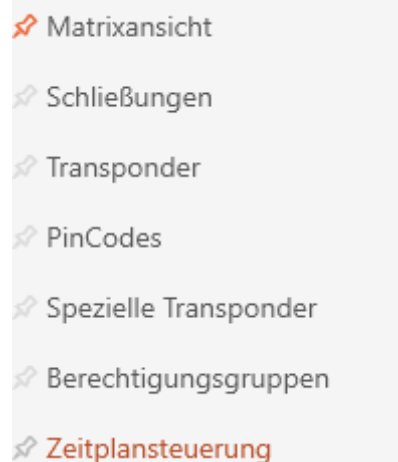 Matrixansicht
Schließungen
Transponder
PinCodes
Spezielle Transponder
Berechtigungsgruppen
Zeitplansteuerung